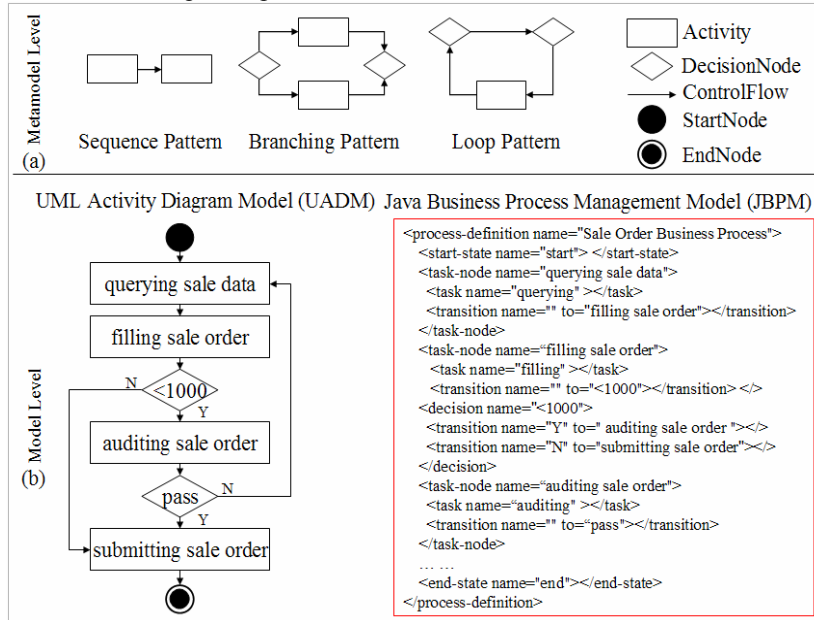 Metamodel Level
(a)
Sequence Pattern
Branching Pattern
Loop Pattern
Activity
DecisionNode
ControlFlow
StartNode
EndNode
Model Level
(b)
UML Activity Diagram Model (UADM)
querying sale data
filling sale order
N
<1000
Y
auditing sale order
pass
N
Y
submitting sale order
Java Business Process Management Model (JBPM)
<process-definition name="Sale Order Business Process">
<start-state name="start"> </start-state>
<task-node name="querying sale data">
<task name="querying" ></task>
<transition name="" to="filling sale order"></transition>
</task-node>
<task-node name=“filling sale order">
<task name="filling" ></task>
<transition name="" to="<1000"></transition> </>
<decision name="<1000">
<transition name="Y" to=" auditing sale order "></>
<transition name="N" to="submitting sale order"></>
</decision>
<task-node name=“auditing sale order">
<task name=“auditing" ></task>
<transition name="" to=“pass"></transition>
</task-node>
... ...
<end-state name="end"></end-state>
</process-definition>